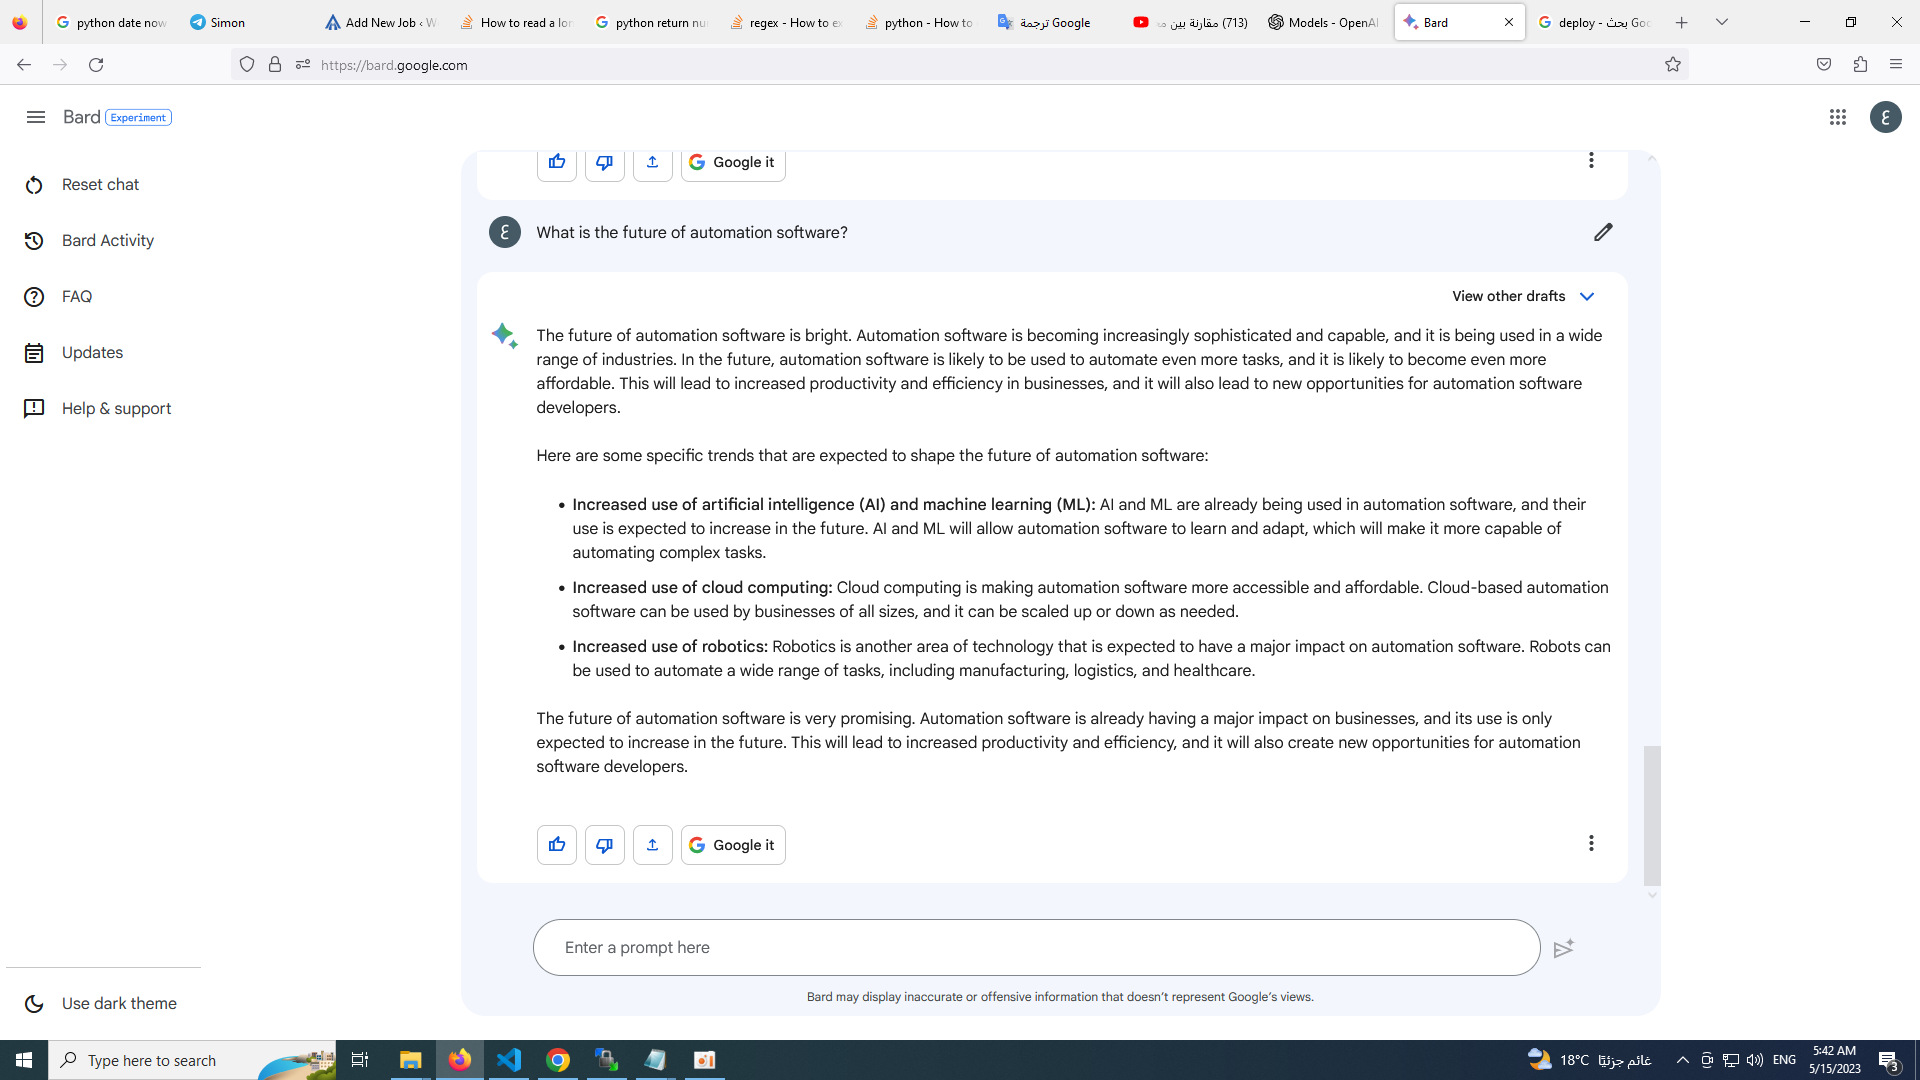 python date now
Simon
Add New Job ‹ W
How to read a lon
python return nu
regex - How to ex
python - How to
ترجمة Google
(713) مقارنة بين
Models - OpenAI
Bard
deploy - بحث Goo
https://bard.google.com
Bard Experiment
ع
Reset chat
Bard Activity
FAQ
Updates
Help & support
Google it
ع
What is the future of automation software?
View other drafts
The future of automation software is bright. Automation software is becoming increasingly sophisticated and capable, and it is being used in a wide
range of industries. In the future, automation software is likely to be used to automate even more tasks, and it is likely to become even more
affordable. This will lead to increased productivity and efficiency in businesses, and it will also lead to new opportunities for automation software
developers.
Here are some specific trends that are expected to shape the future of automation software:
• Increased use of artificial intelligence (AI) and machine learning (ML): AI and ML are already being used in automation software, and their
use is expected to increase in the future. AI and ML will allow automation software to learn and adapt, which will make it more capable of
automating complex tasks.
• Increased use of cloud computing: Cloud computing is making automation software more accessible and affordable. Cloud-based automation
software can be used by businesses of all sizes, and it can be scaled up or down as needed.
• Increased use of robotics: Robotics is another area of technology that is expected to have a major impact on automation software. Robots can
be used to automate a wide range of tasks, including manufacturing, logistics, and healthcare.
The future of automation software is very promising. Automation software is already having a major impact on businesses, and its use is only
expected to increase in the future. This will lead to increased productivity and efficiency, and it will also create new opportunities for automation
software developers.
Google it
Enter a prompt here
Bard may display inaccurate or offensive information that doesn't represent Google's views.
Use dark theme
Type here to search
18°C غائم جزئيًا
ENG
5:42 AM
5/15/2023
3